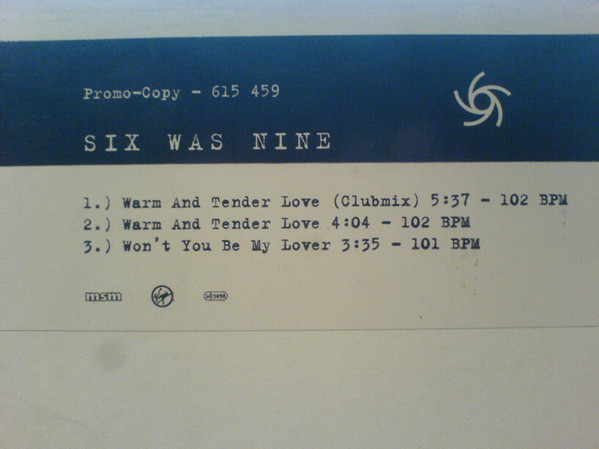 Promo-Copy - 615 459
SIX WAS NINE
1.) Warm And Tender Love (Clubmix) 5:37 - 102 BPM
2.) Warm And Tender Love 4:04 - 102 BPM
3.) Won't You Be My Lover 3:35 - 101 BPM
msm
Virgin